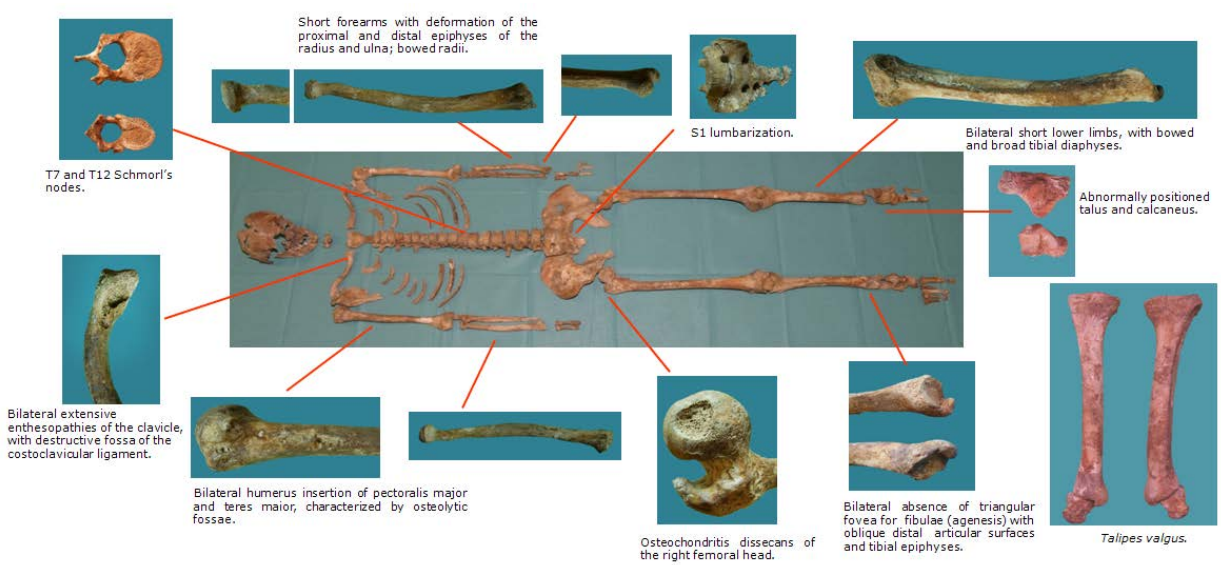 Short forearms with deformation of the
proximal and distal epiphyses of the
radius and ulna; bowed radii.
T7 and T12 Schmorl's
nodes.
S1 lumbarization.
Bilateral short lower limbs, with bowed
and broad tibial diaphyses.
Abnormally positioned
talus and calcaneus.
Bilateral extensive
enthesopathies of the clavicle,
with destructive fossa of the
costoclavicular ligament.
Bilateral humerus insertion of pectoralis major
and teres maior, characterized by osteolytic
fossae.
Osteochondritis dissecans of
the right femoral head.
Bilateral absence of triangular
fovea for fibulae (agenesis) with
oblique distal articular surfaces
and tibial epiphyses.
Talipes valgus.